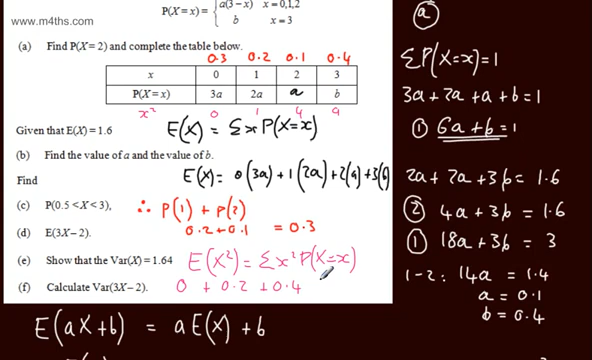 www.m4ths.com
P(X = x) = { a(3 – x) x = 0,1,2
b x = 3
(a) Find P(X= 2) and complete the table below.
0.3 0.2 0.1 0.4
x 0 1 2 3
P(X = x) 3a 2a a b
x² 0 1 4 9
Given that E(X) = 1.6
E(X) = Σ x P(X=x)
(b) Find the value of a and the value of b.
Find
E(X) = 0(3a) + 1(2a) + 2(a) + 3(b)
(c) P(0.5 < X < 3),
∴ P(1) + P(2)
0.2 + 0.1 = 0.3
(d) E(3X – 2).
(e) Show that the Var(X) = 1.64
E(X²) = Σ x² P(X=x)
(f) Calculate Var(3X – 2).
0 + 0.2 + 0.4
E(aX+b) = aE(X) + b
(a)
Σ P(X=x) = 1
3a + 2a + a + b = 1
① 6a + b = 1
2a + 2a + 3b = 1.6
② 4a + 3b = 1.6
① 18a + 3b = 3
1-2: 14a = 1.4
a = 0.1
b = 0.4